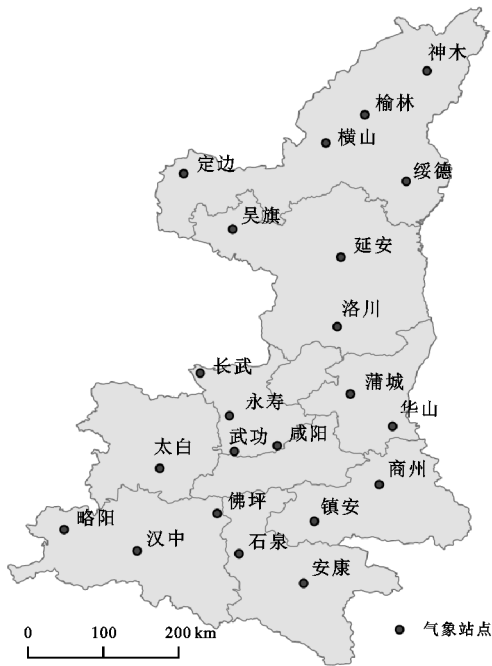 神木
榆林
横山
定边
绥德
吴旗
延安
洛川
长武
蒲城
永寿
华山
武功
咸阳
太白
商州
佛坪
镇安
略阳
汉中
石泉
安康
气象站点
0 100 200 km